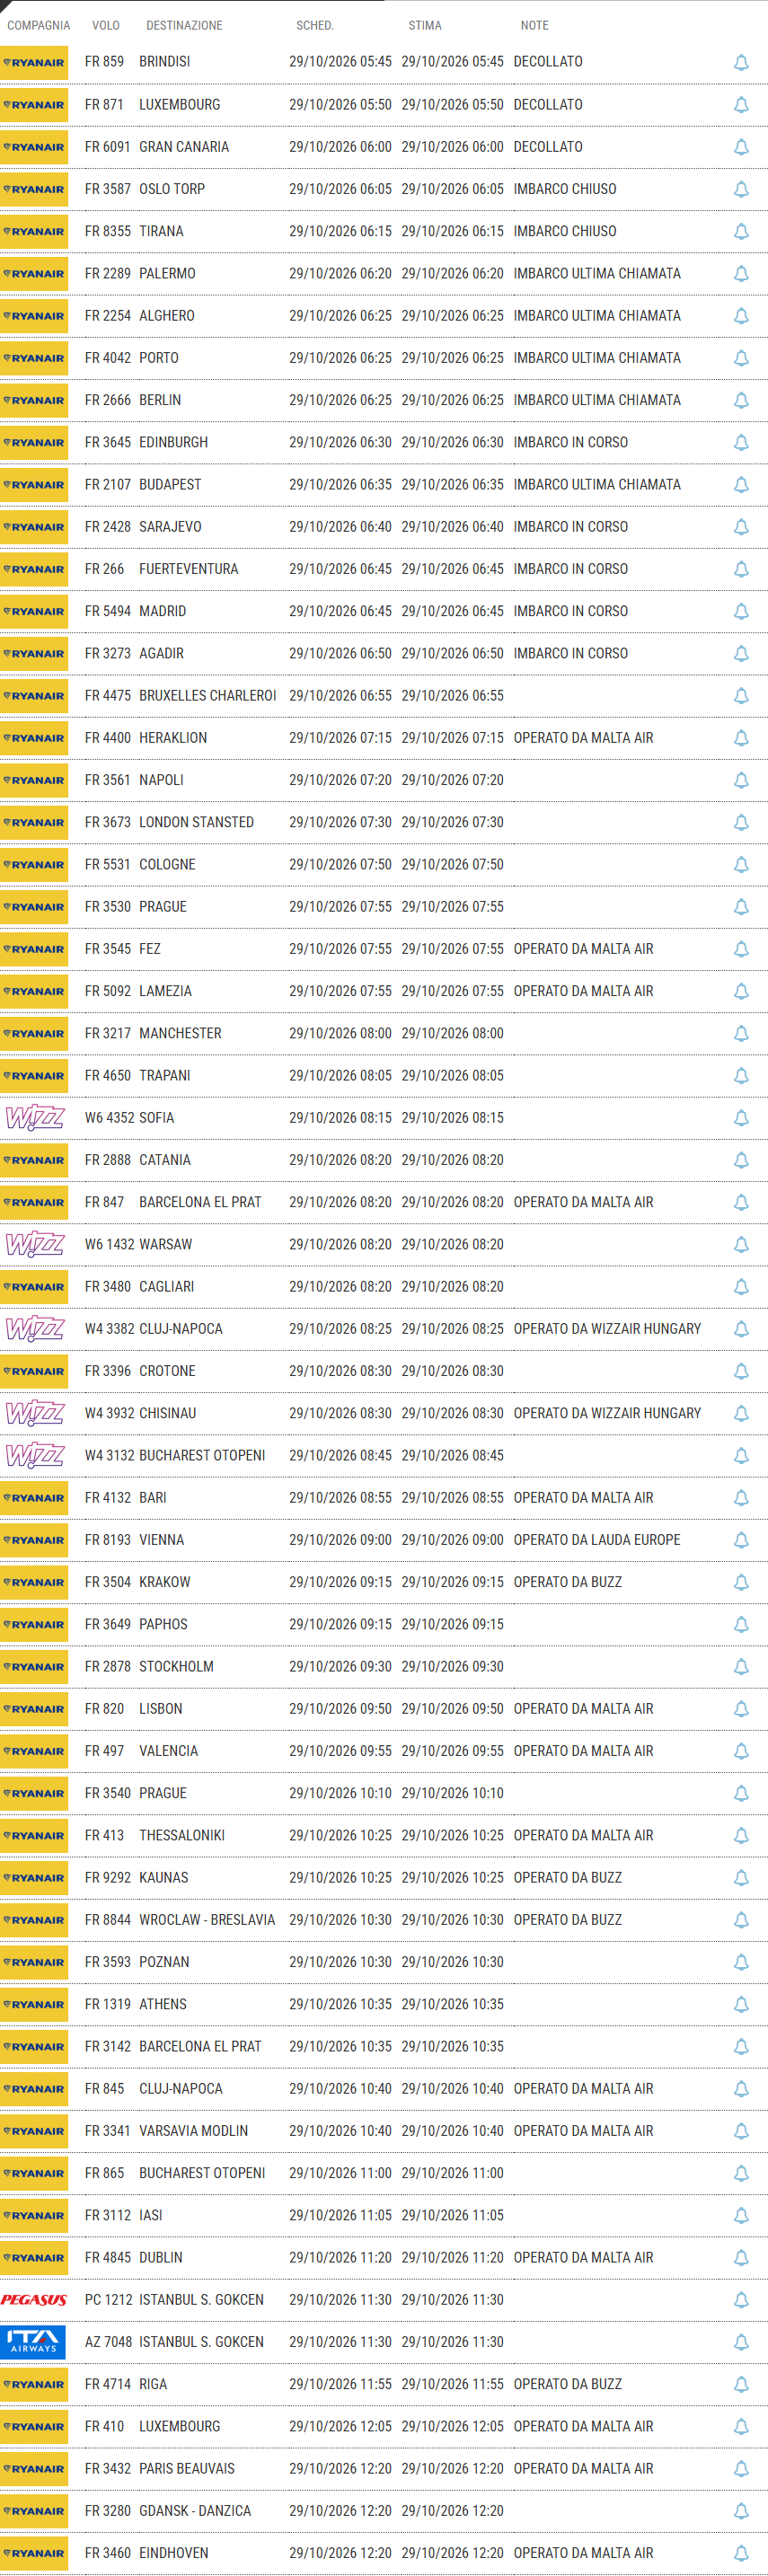 COMPAGNIA VOLO DESTINAZIONE SCHED. STIMA NOTE
RYANAIR FR 859 BRINDISI 29/10/2026 05:45 29/10/2026 05:45 DECOLLATO
RYANAIR FR 871 LUXEMBOURG 29/10/2026 05:50 29/10/2026 05:50 DECOLLATO
RYANAIR FR 6091 GRAN CANARIA 29/10/2026 06:00 29/10/2026 06:00 DECOLLATO
RYANAIR FR 3587 OSLO TORP 29/10/2026 06:05 29/10/2026 06:05 IMBARCO CHIUSO
RYANAIR FR 8355 TIRANA 29/10/2026 06:15 29/10/2026 06:15 IMBARCO CHIUSO
RYANAIR FR 2289 PALERMO 29/10/2026 06:20 29/10/2026 06:20 IMBARCO ULTIMA CHIAMATA
RYANAIR FR 2254 ALGHERO 29/10/2026 06:25 29/10/2026 06:25 IMBARCO ULTIMA CHIAMATA
RYANAIR FR 4042 PORTO 29/10/2026 06:25 29/10/2026 06:25 IMBARCO ULTIMA CHIAMATA
RYANAIR FR 2666 BERLIN 29/10/2026 06:25 29/10/2026 06:25 IMBARCO ULTIMA CHIAMATA
RYANAIR FR 3645 EDINBURGH 29/10/2026 06:30 29/10/2026 06:30 IMBARCO IN CORSO
RYANAIR FR 2107 BUDAPEST 29/10/2026 06:35 29/10/2026 06:35 IMBARCO ULTIMA CHIAMATA
RYANAIR FR 2428 SARAJEVO 29/10/2026 06:40 29/10/2026 06:40 IMBARCO IN CORSO
RYANAIR FR 266 FUERTEVENTURA 29/10/2026 06:45 29/10/2026 06:45 IMBARCO IN CORSO
RYANAIR FR 5494 MADRID 29/10/2026 06:45 29/10/2026 06:45 IMBARCO IN CORSO
RYANAIR FR 3273 AGADIR 29/10/2026 06:50 29/10/2026 06:50 IMBARCO IN CORSO
RYANAIR FR 4475 BRUXELLES CHARLEROI 29/10/2026 06:55 29/10/2026 06:55
RYANAIR FR 4400 HERAKLION 29/10/2026 07:15 29/10/2026 07:15 OPERATO DA MALTA AIR
RYANAIR FR 3561 NAPOLI 29/10/2026 07:20 29/10/2026 07:20
RYANAIR FR 3673 LONDON STANSTED 29/10/2026 07:30 29/10/2026 07:30
RYANAIR FR 5531 COLOGNE 29/10/2026 07:50 29/10/2026 07:50
RYANAIR FR 3530 PRAGUE 29/10/2026 07:55 29/10/2026 07:55
RYANAIR FR 3545 FEZ 29/10/2026 07:55 29/10/2026 07:55 OPERATO DA MALTA AIR
RYANAIR FR 5092 LAMEZIA 29/10/2026 07:55 29/10/2026 07:55 OPERATO DA MALTA AIR
RYANAIR FR 3217 MANCHESTER 29/10/2026 08:00 29/10/2026 08:00
RYANAIR FR 4650 TRAPANI 29/10/2026 08:05 29/10/2026 08:05
WIZZ W6 4352 SOFIA 29/10/2026 08:15 29/10/2026 08:15
RYANAIR FR 2888 CATANIA 29/10/2026 08:20 29/10/2026 08:20
RYANAIR FR 847 BARCELONA EL PRAT 29/10/2026 08:20 29/10/2026 08:20 OPERATO DA MALTA AIR
WIZZ W6 1432 WARSAW 29/10/2026 08:20 29/10/2026 08:20
RYANAIR FR 3480 CAGLIARI 29/10/2026 08:20 29/10/2026 08:20
WIZZ W4 3382 CLUJ-NAPOCA 29/10/2026 08:25 29/10/2026 08:25 OPERATO DA WIZZAIR HUNGARY
RYANAIR FR 3396 CROTONE 29/10/2026 08:30 29/10/2026 08:30
WIZZ W4 3932 CHISINAU 29/10/2026 08:30 29/10/2026 08:30 OPERATO DA WIZZAIR HUNGARY
WIZZ W4 3132 BUCHAREST OTOPENI 29/10/2026 08:45 29/10/2026 08:45
RYANAIR FR 4132 BARI 29/10/2026 08:55 29/10/2026 08:55 OPERATO DA MALTA AIR
RYANAIR FR 8193 VIENNA 29/10/2026 09:00 29/10/2026 09:00 OPERATO DA LAUDA EUROPE
RYANAIR FR 3504 KRAKOW 29/10/2026 09:15 29/10/2026 09:15 OPERATO DA BUZZ
RYANAIR FR 3649 PAPHOS 29/10/2026 09:15 29/10/2026 09:15
RYANAIR FR 2878 STOCKHOLM 29/10/2026 09:30 29/10/2026 09:30
RYANAIR FR 820 LISBON 29/10/2026 09:50 29/10/2026 09:50 OPERATO DA MALTA AIR
RYANAIR FR 497 VALENCIA 29/10/2026 09:55 29/10/2026 09:55 OPERATO DA MALTA AIR
RYANAIR FR 3540 PRAGUE 29/10/2026 10:10 29/10/2026 10:10
RYANAIR FR 413 THESSALONIKI 29/10/2026 10:25 29/10/2026 10:25 OPERATO DA MALTA AIR
RYANAIR FR 9292 KAUNAS 29/10/2026 10:25 29/10/2026 10:25 OPERATO DA BUZZ
RYANAIR FR 8844 WROCLAW - BRESLAVIA 29/10/2026 10:30 29/10/2026 10:30 OPERATO DA BUZZ
RYANAIR FR 3593 POZNAN 29/10/2026 10:30 29/10/2026 10:30
RYANAIR FR 1319 ATHENS 29/10/2026 10:35 29/10/2026 10:35
RYANAIR FR 3142 BARCELONA EL PRAT 29/10/2026 10:35 29/10/2026 10:35
RYANAIR FR 845 CLUJ-NAPOCA 29/10/2026 10:40 29/10/2026 10:40 OPERATO DA MALTA AIR
RYANAIR FR 3341 VARSAVIA MODLIN 29/10/2026 10:40 29/10/2026 10:40 OPERATO DA MALTA AIR
RYANAIR FR 865 BUCHAREST OTOPENI 29/10/2026 11:00 29/10/2026 11:00
RYANAIR FR 3112 IASI 29/10/2026 11:05 29/10/2026 11:05
RYANAIR FR 4845 DUBLIN 29/10/2026 11:20 29/10/2026 11:20 OPERATO DA MALTA AIR
PEGASUS PC 1212 ISTANBUL S. GOKCEN 29/10/2026 11:30 29/10/2026 11:30
ITA AIRWAYS AZ 7048 ISTANBUL S. GOKCEN 29/10/2026 11:30 29/10/2026 11:30
RYANAIR FR 4714 RIGA 29/10/2026 11:55 29/10/2026 11:55 OPERATO DA BUZZ
RYANAIR FR 410 LUXEMBOURG 29/10/2026 12:05 29/10/2026 12:05 OPERATO DA MALTA AIR
RYANAIR FR 3432 PARIS BEAUVAIS 29/10/2026 12:20 29/10/2026 12:20 OPERATO DA MALTA AIR
RYANAIR FR 3280 GDANSK - DANZICA 29/10/2026 12:20 29/10/2026 12:20
RYANAIR FR 3460 EINDHOVEN 29/10/2026 12:20 29/10/2026 12:20 OPERATO DA MALTA AIR